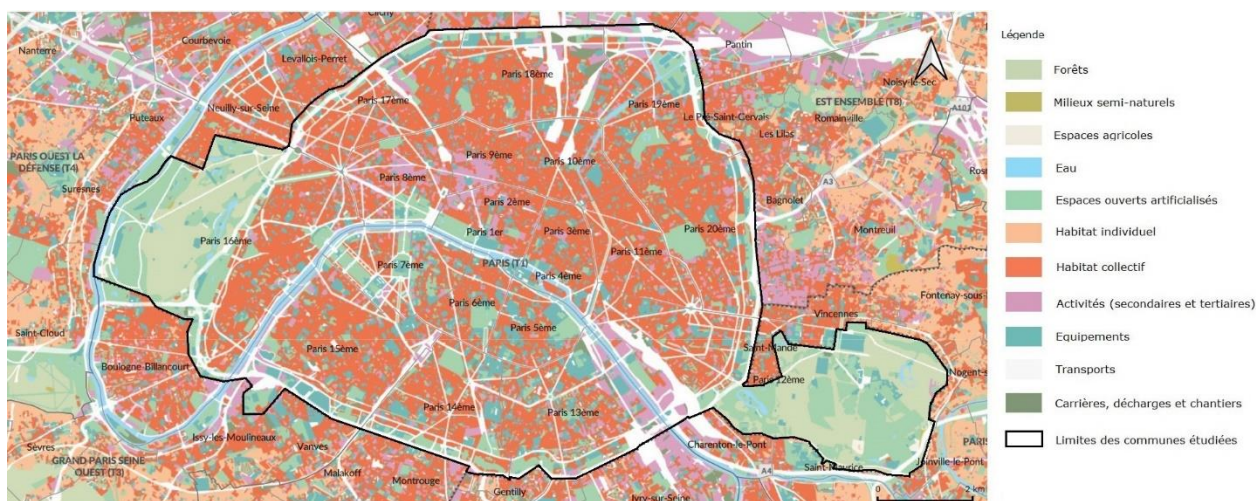 Clichy
Nanterre
Courbevoie
Levallois-Perret
Pantin
Paris 18ème
Noisy-le-Sec
Paris 17ème
Paris 19ème
EST ENSEMBLE (T8)
A103
Neuilly-sur-Seine
Puteaux
Le Pré-Saint-Gervais
Romainville
Les Lilas
PARIS OUEST LA
DÉFENSE (T4)
Paris 9ème
Paris 10ème
Paris 8ème
A3
Suresnes
Paris 2ème
Bagnolet
Paris 16ème
Paris 1er
Paris 3ème
Paris 20ème
Montreuil
Paris 11ème
Paris 7ème
PARIS (T1)
Paris 4ème
Fontenay-sous-
Paris 6ème
Vincennes
Saint-Cloud
Paris 5ème
Paris 15ème
Saint-Mandé
Boulogne-Billancourt
Nogent-s
Paris 12ème
Paris 14ème
Paris 13ème
Issy-les-Moulineaux
Charenton-le-Pont
PARIS
Sèvres
Vanves
GRAND PARIS SEINE
OUEST (T3)
Malakoff
Saint-Maurice
Joinville-le-Pont
A4
Montrouge
Gentilly
Ivry-sur-Seine
0 2 km
Légende
Forêts
Milieux semi-naturels
Espaces agricoles
Eau
Espaces ouverts artificialisés
Habitat individuel
Habitat collectif
Activités (secondaires et tertiaires)
Equipements
Transports
Carrières, décharges et chantiers
Limites des communes étudiées